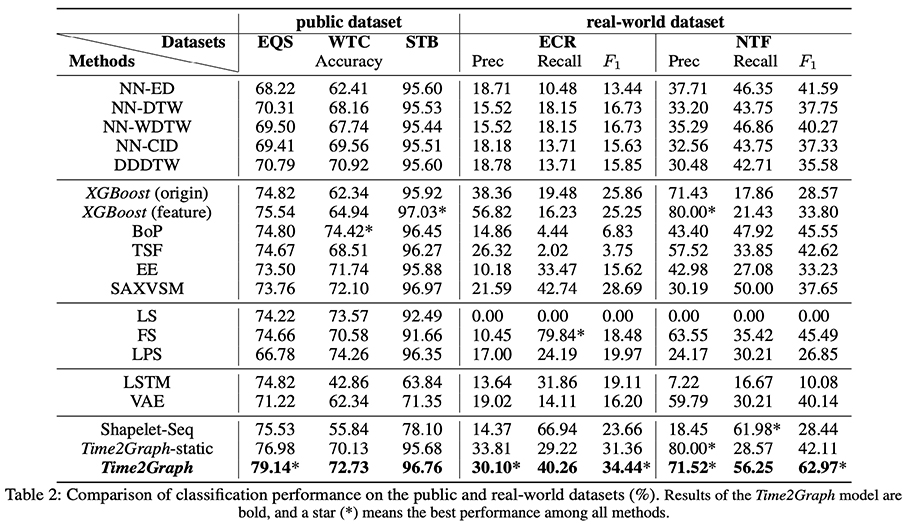 public dataset real-world dataset
Datasets EQS WTC STB ECR NTF
Methods Accuracy Prec Recall F1 Prec Recall F1
NN-ED 68.22 62.41 95.60 18.71 10.48 13.44 37.71 46.35 41.59
NN-DTW 70.31 68.16 95.53 15.52 18.15 16.73 33.20 43.75 37.75
NN-WDTW 69.50 67.74 95.44 15.52 18.15 16.73 35.29 46.86 40.27
NN-CID 69.41 69.56 95.51 18.18 13.71 15.63 32.56 43.75 37.33
DDDTW 70.79 70.92 95.60 18.78 13.71 15.85 30.48 42.71 35.58
XGBoost (origin) 74.82 62.34 95.92 38.36 19.48 25.86 71.43 17.86 28.57
XGBoost (feature) 75.54 64.94 97.03* 56.82 16.23 25.25 80.00* 21.43 33.80
BoP 74.80 74.42* 96.45 14.86 4.44 6.83 43.40 47.92 45.55
TSF 74.67 68.51 96.27 26.32 2.02 3.75 57.52 33.85 42.62
EE 73.50 71.74 95.88 10.18 33.47 15.62 42.98 27.08 33.23
SAXVSM 73.76 72.10 96.97 21.59 42.74 28.69 30.19 50.00 37.65
LS 74.22 73.57 92.49 0.00 0.00 0.00 0.00 0.00 0.00
FS 74.66 70.58 91.66 10.45 79.84* 18.48 63.55 35.42 45.49
LPS 66.78 74.26 96.35 17.00 24.19 19.97 24.17 30.21 26.85
LSTM 74.82 42.86 63.84 13.64 31.86 19.11 7.22 16.67 10.08
VAE 71.22 62.34 71.35 19.02 14.11 16.20 59.79 30.21 40.14
Shapelet-Seq 75.53 55.84 78.10 14.37 66.94 23.66 18.45 61.98* 28.44
Time2Graph-static 76.98 70.13 95.68 33.81 29.22 31.36 80.00* 28.57 42.11
Time2Graph 79.14* 72.73 96.76 30.10* 40.26 34.44* 71.52* 56.25 62.97*
Table 2: Comparison of classification performance on the public and real-world datasets (%). Results of the Time2Graph model are
bold, and a star (*) means the best performance among all methods.